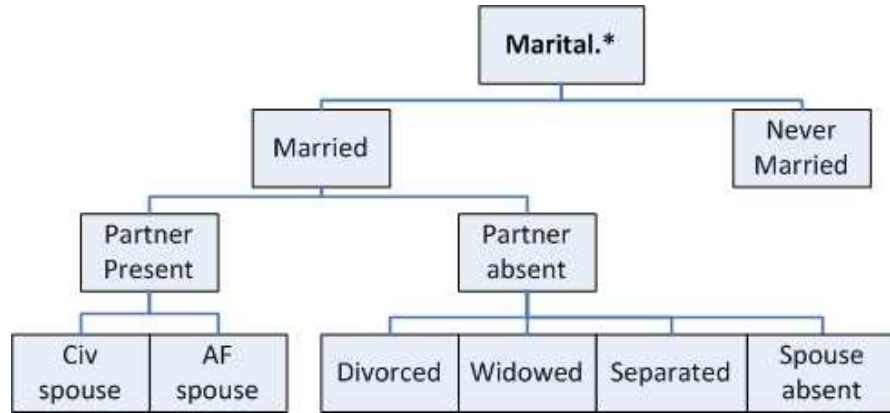 Marital.*
Married
Never
Married
Partner
Present
Partner
absent
Civ
spouse
AF
spouse
Divorced
Widowed
Separated
Spouse
absent